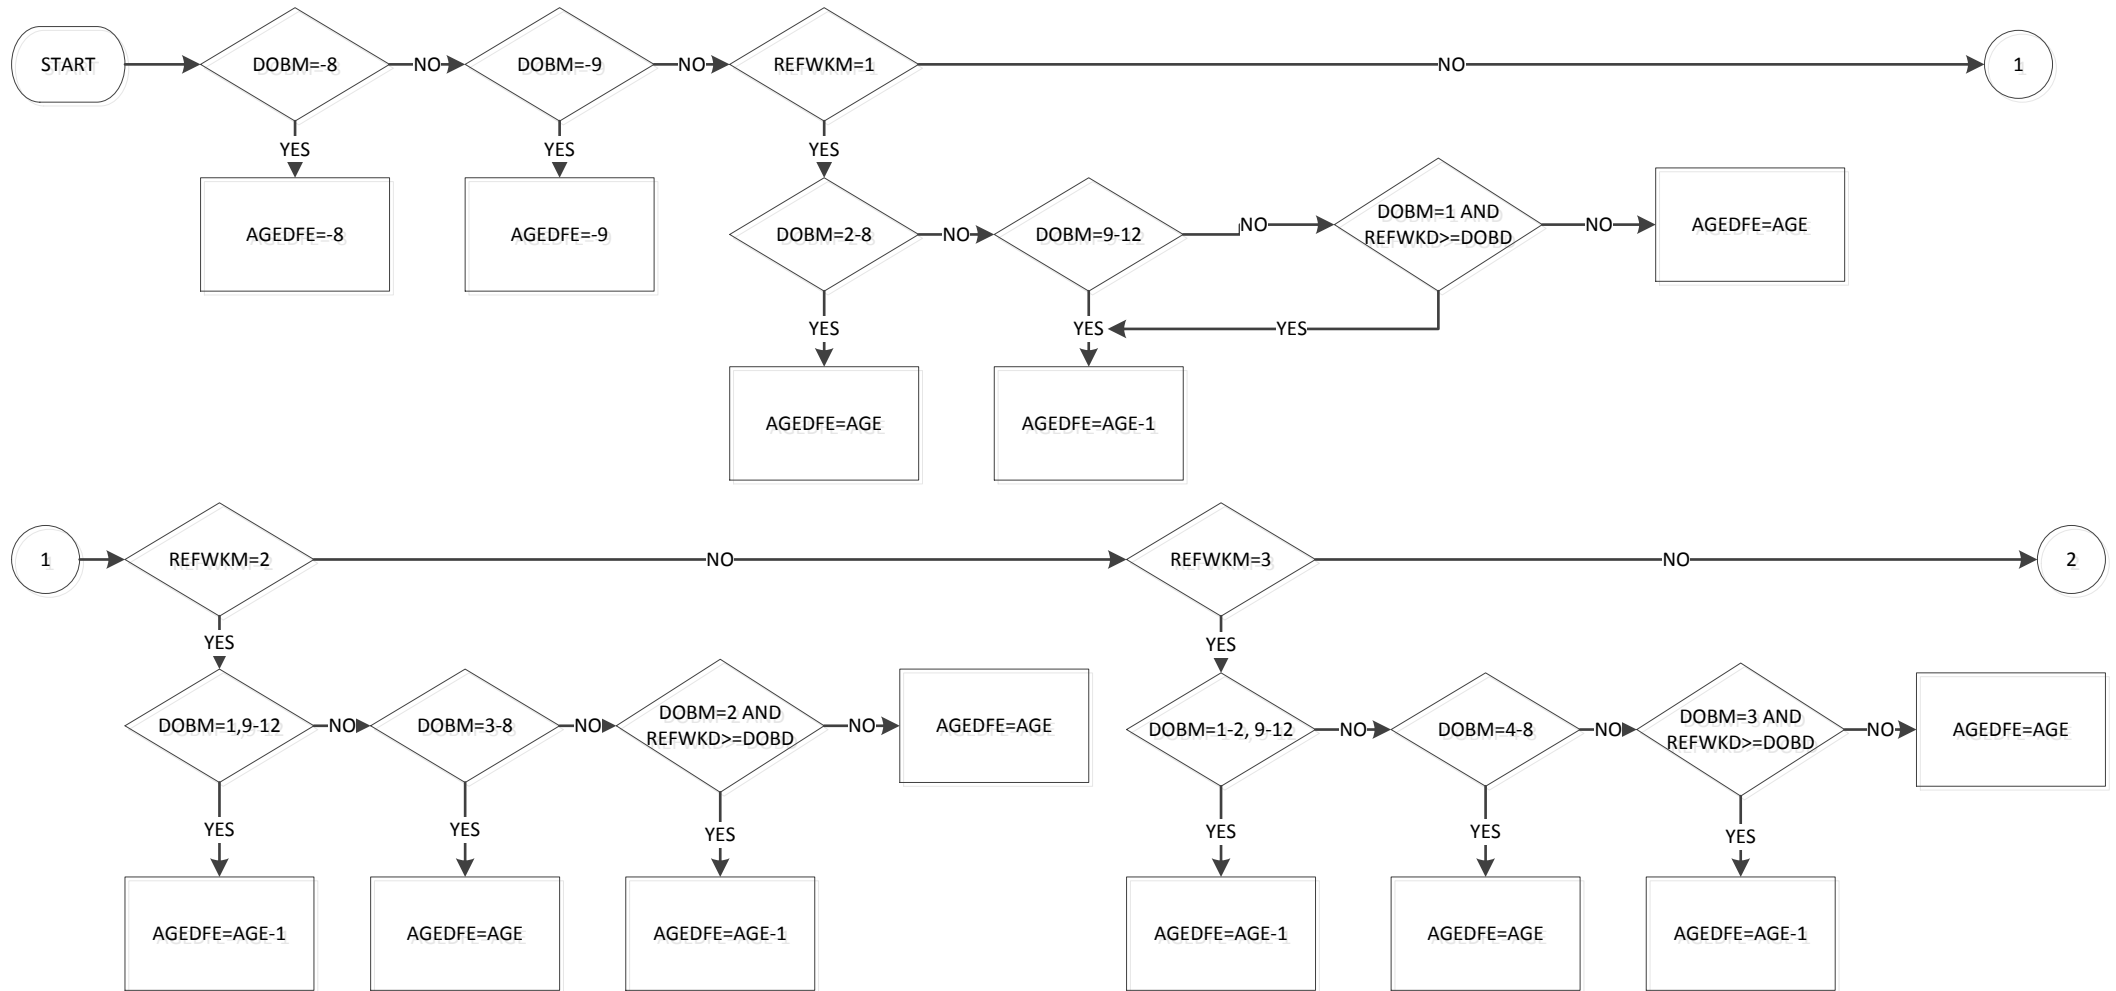 START
DOBM=-8
NO
DOBM=-9
NO
REFWKM=1
NO
1
YES
YES
YES
AGEDFE=-8
AGEDFE=-9
DOBM=2-8
NO
DOBM=9-12
NO
DOBM=1 AND
REFWKD>=DOBD
NO
AGEDFE=AGE
YES
YES
YES
AGEDFE=AGE
AGEDFE=AGE-1
1
REFWKM=2
NO
REFWKM=3
NO
2
YES
YES
DOBM=1,9-12
NO
DOBM=3-8
NO
DOBM=2 AND
REFWKD>=DOBD
NO
AGEDFE=AGE
DOBM=1-2, 9-12
NO
DOBM=4-8
NO
DOBM=3 AND
REFWKD>=DOBD
NO
AGEDFE=AGE
YES
YES
YES
YES
YES
YES
AGEDFE=AGE-1
AGEDFE=AGE
AGEDFE=AGE-1
AGEDFE=AGE-1
AGEDFE=AGE
AGEDFE=AGE-1